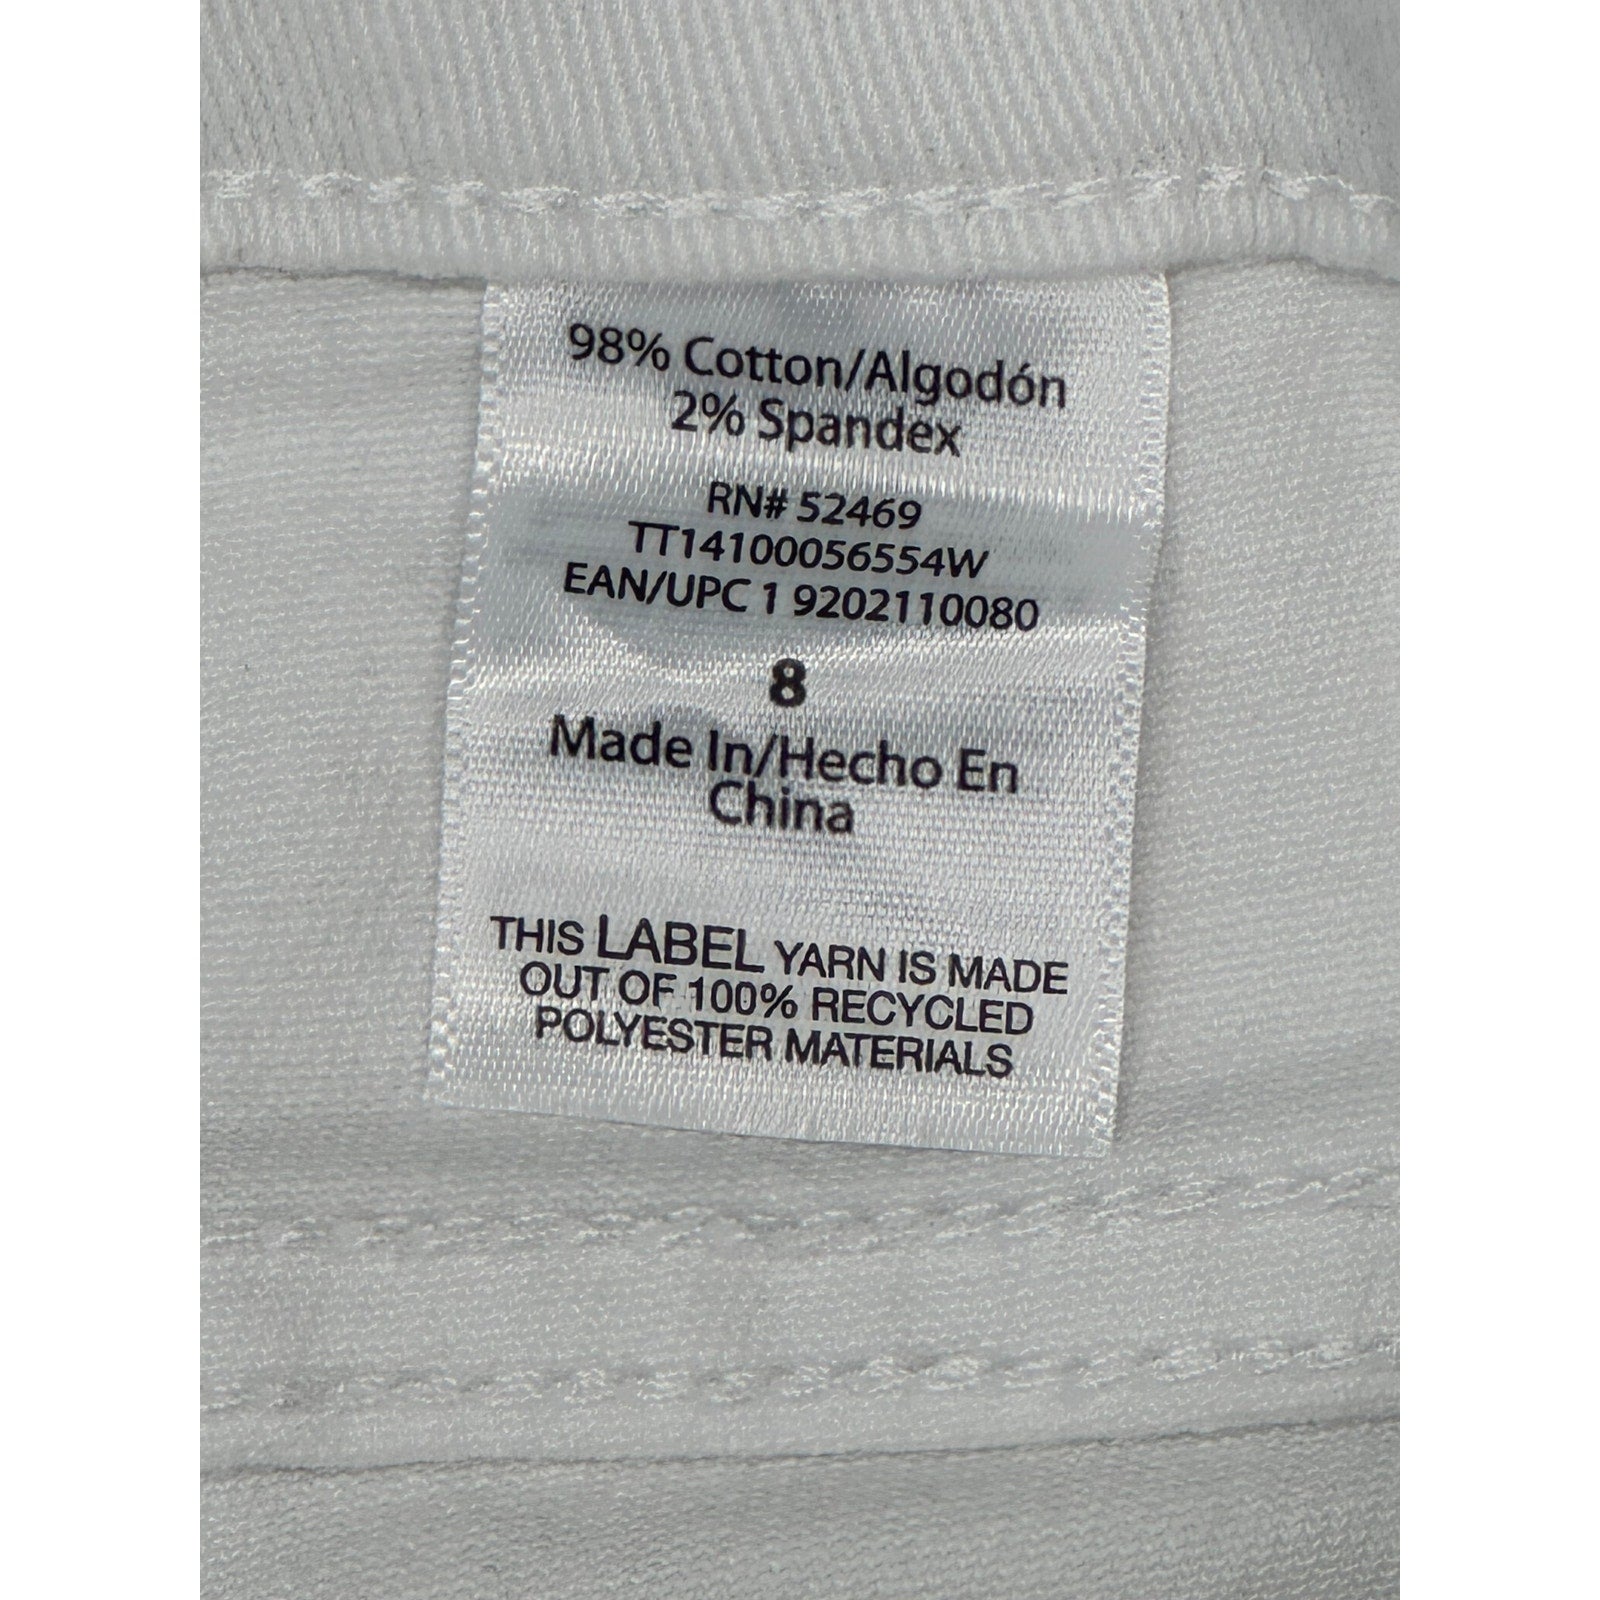 98% Cotton/Algodón
2% Spandex
RN# 52469
TT14100056554W
EAN/UPC 1 9202110080
8
Made In/Hecho En
China
THIS LABEL YARN IS MADE
OUT OF 100% RECYCLED
POLYESTER MATERIALS